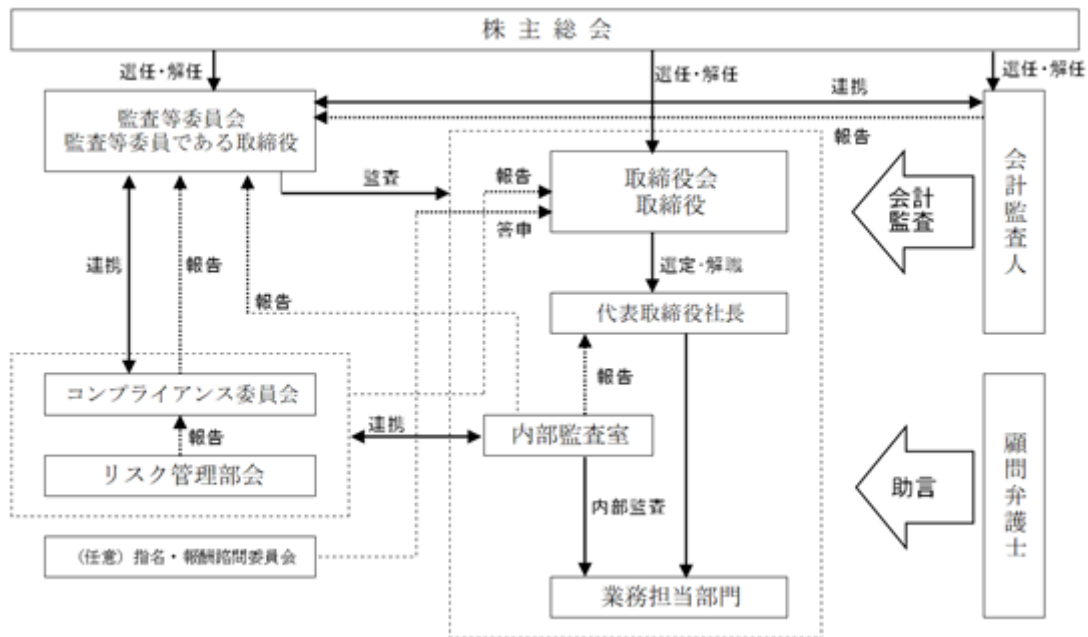 株主総会
選任・解任
選任・解任
選任・解任
連携
監査等委員会
監査等委員である取締役
報告
会計監査人
監査
報告
取締役会
取締役
会計
監査
答申
連携
報告
選定・解職
報告
代表取締役社長
報告
コンプライアンス委員会
報告
連携
内部監査室
顧問弁護士
リスク管理部会
助言
内部監査
(任意)指名・報酬諮問委員会
業務担当部門